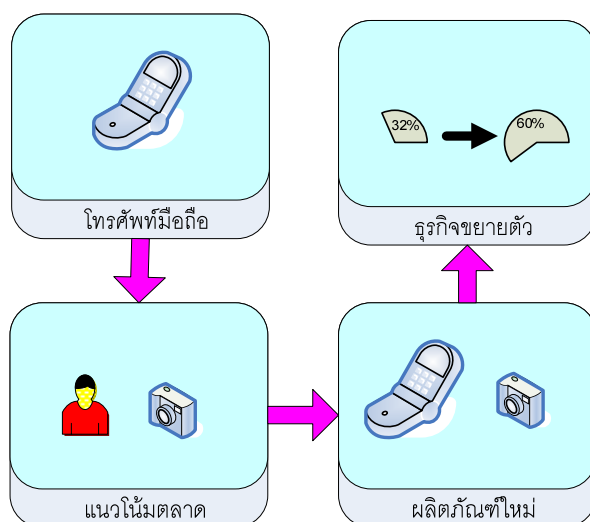 โทรศัพท์มือถือ
32%
60%
ธุรกิจขยายตัว
แนวโน้มตลาด
ผลิตภัณฑ์ใหม่